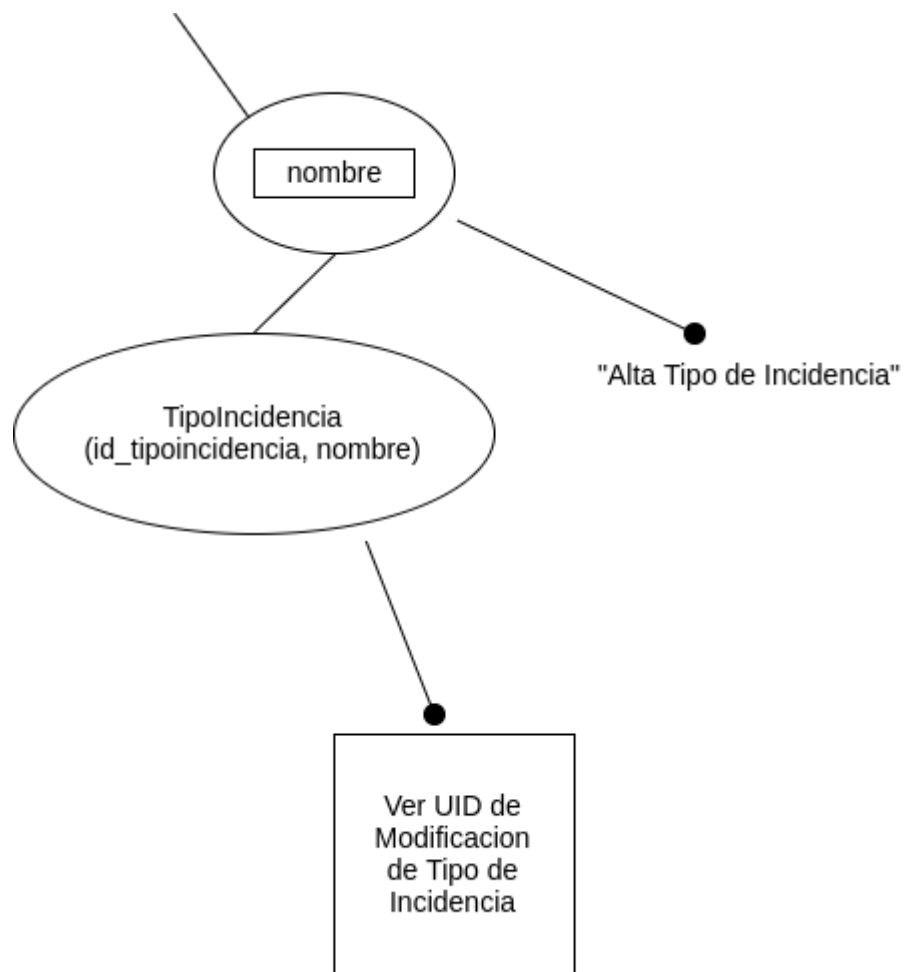 nombre
"Alta Tipo de Incidencia"
TipoIncidencia
(id_tipoincidencia, nombre)
Ver UID de
Modificacion
de Tipo de
Incidencia